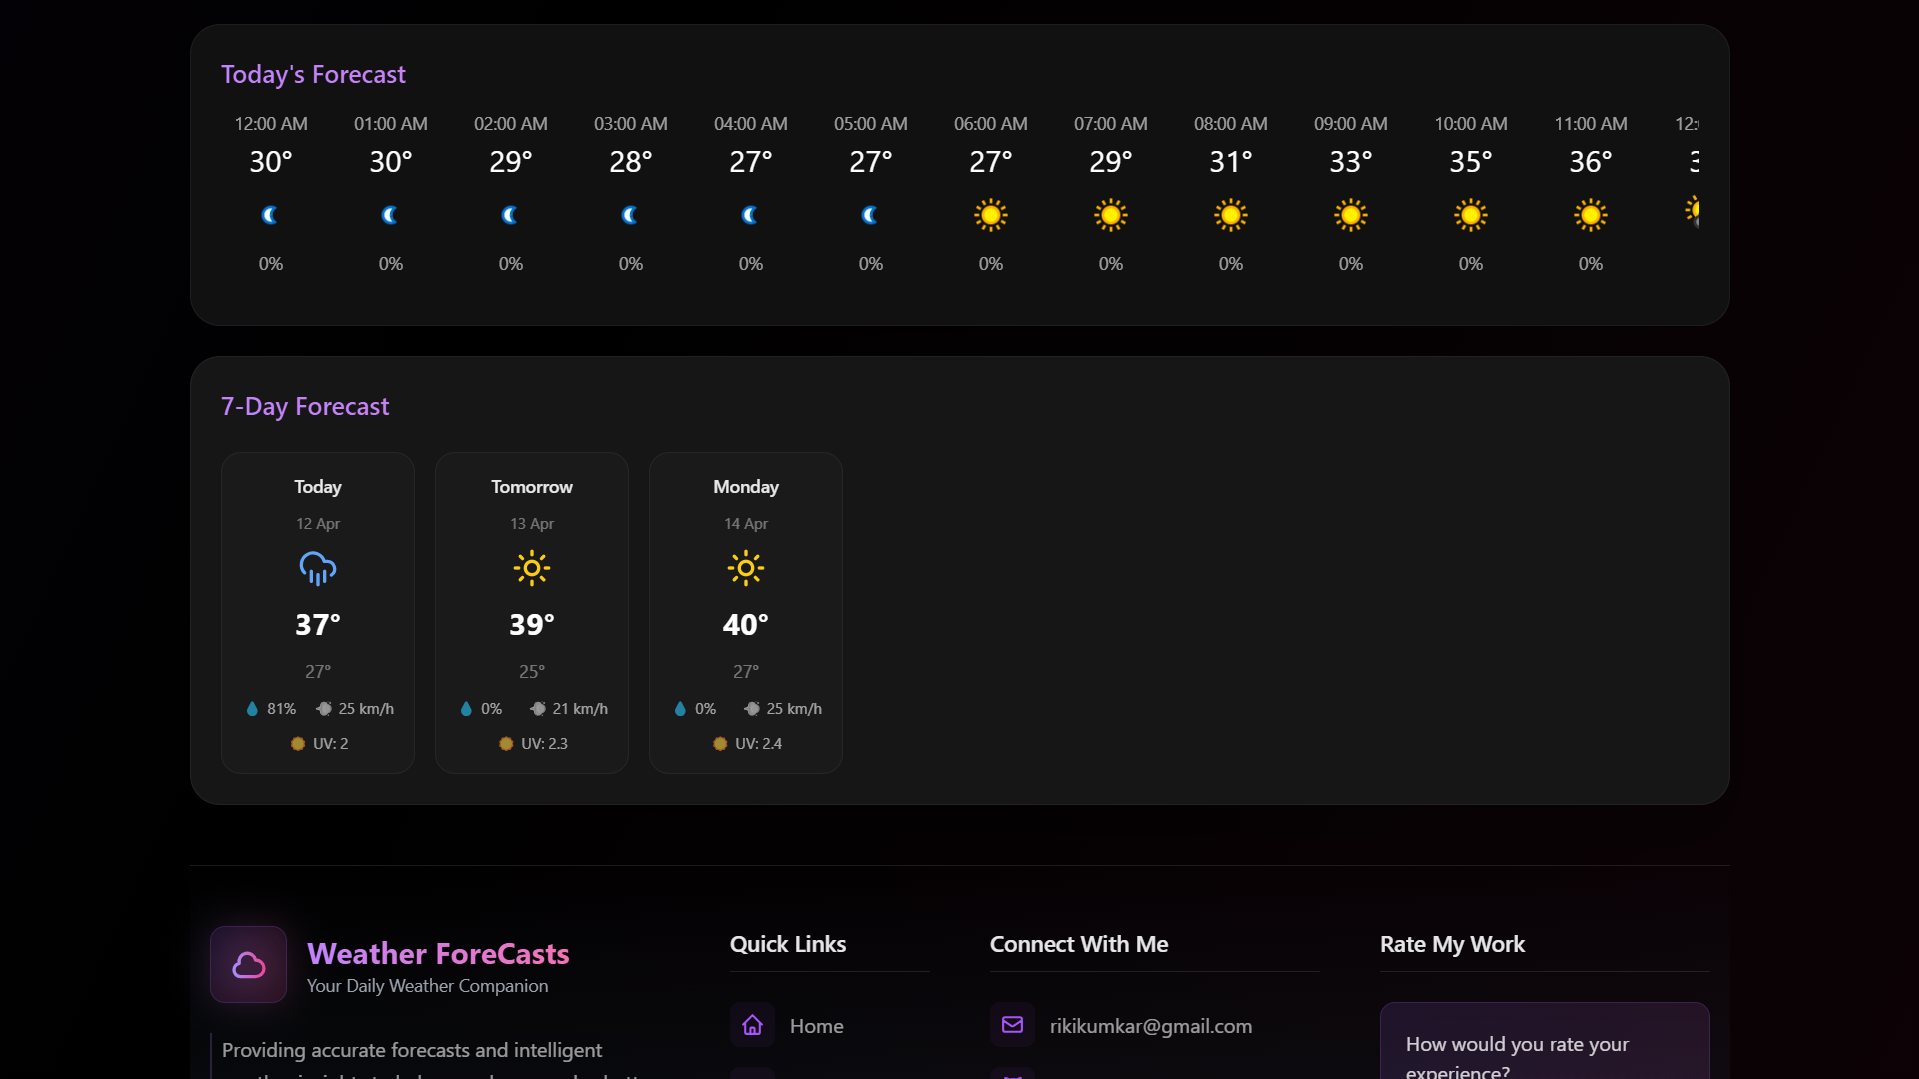 Today's Forecast
12:00 AM 01:00 AM 02:00 AM 03:00 AM 04:00 AM 05:00 AM 06:00 AM 07:00 AM 08:00 AM 09:00 AM 10:00 AM 11:00 AM 12:
30° 30° 29° 28° 27° 27° 27° 29° 31° 33° 35° 36° 3
0% 0% 0% 0% 0% 0% 0% 0% 0% 0% 0% 0%
7-Day Forecast
Today Tomorrow Monday
12 Apr 13 Apr 14 Apr
37° 39° 40°
27° 25° 27°
81% 25 km/h 0% 21 km/h 0% 25 km/h
UV: 2 UV: 2.3 UV: 2.4
Weather ForeCasts
Your Daily Weather Companion
Providing accurate forecasts and intelligent
Quick Links
Home
Connect With Me
rikikumkar@gmail.com
Rate My Work
How would you rate your
experience?